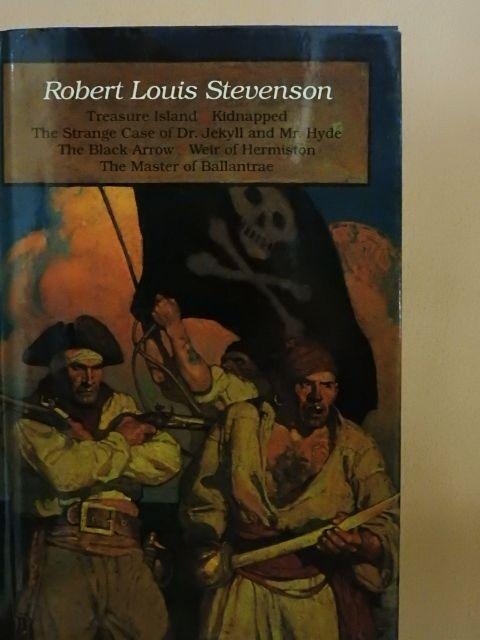 Robert Louis Stevenson
Treasure Island Kidnapped
The Strange Case of Dr. Jekyll and Mr. Hyde
The Black Arrow Weir of Hermiston
The Master of Ballantrae